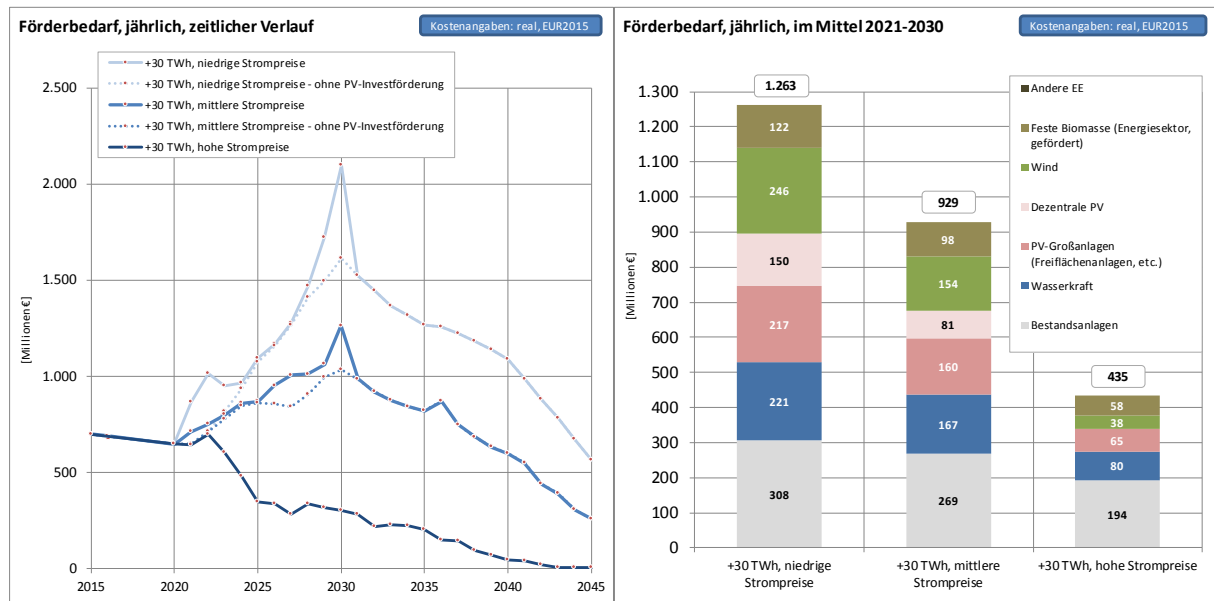 Förderbedarf, jährlich, zeitlicher Verlauf
Kostenangaben: real, EUR2015
+30 TWh, niedrige Strompreise
+30 TWh, niedrige Strompreise - ohne PV-Investförderung
+30 TWh, mittlere Strompreise
+30 TWh, mittlere Strompreise - ohne PV-Investförderung
+30 TWh, hohe Strompreise
[Millionen €]
2.500
2.000
1.500
1.000
500
0
2015
2020
2025
2030
2035
2040
2045
Förderbedarf, jährlich, im Mittel 2021-2030
Kostenangaben: real, EUR2015
[Millionen €]
1.300
1.200
1.100
1.000
900
800
700
600
500
400
300
200
100
0
1.263
122
246
150
217
221
308
929
98
154
81
160
167
269
435
58
38
65
80
194
Andere EE
Feste Biomasse (Energiesektor,
gefördert)
Wind
Dezentrale PV
PV-Großanlagen
(Freiflächenanlagen, etc.)
Wasserkraft
Bestandsanlagen
+30 TWh, niedrige
Strompreise
+30 TWh, mittlere
Strompreise
+30 TWh, hohe Strompreise